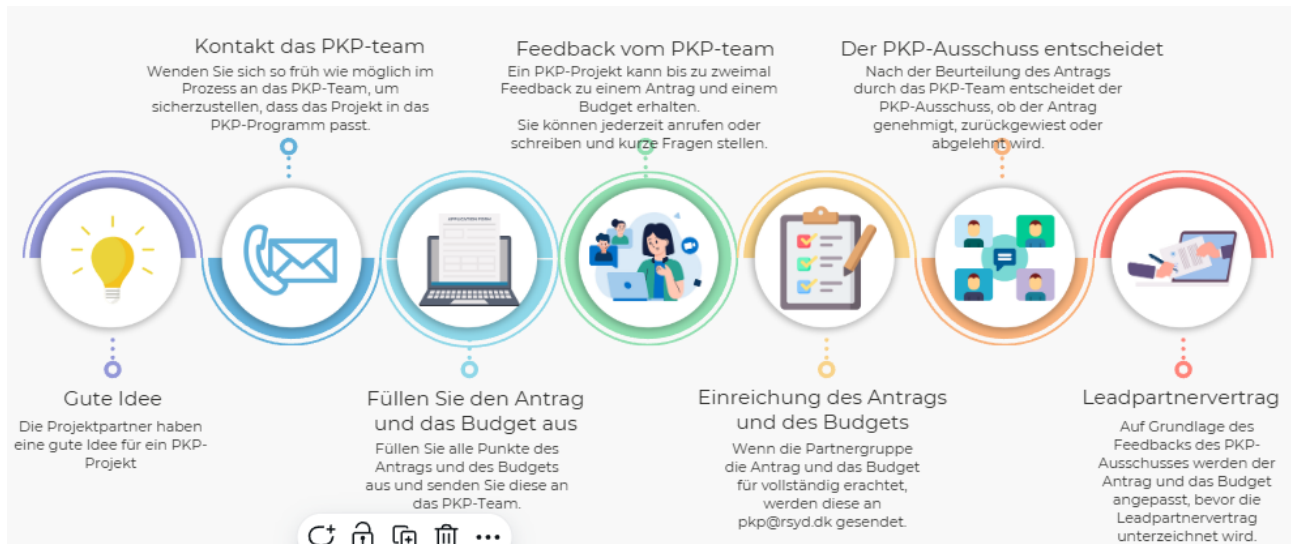 Gute Idee
Die Projektpartner haben
eine gute Idee für ein PKP-
Projekt
Kontakt das PKP-team
Wenden Sie sich so früh wie möglich im
Prozess an das PKP-Team, um
sicherzustellen, dass das Projekt in das
PKP-Programm passt.
APPLICATION FORM
Füllen Sie den Antrag
und das Budget aus
Füllen Sie alle Punkte des
Antrags und des Budgets
aus und senden Sie diese an
das PKP-Team.
Feedback vom PKP-team
Ein PKP-Projekt kann bis zu zweimal
Feedback zu einem Antrag und einem
Budget erhalten.
Sie können jederzeit anrufen oder
schreiben und kurze Fragen stellen.
Einreichung des Antrags
und des Budgets
Wenn die Partnergruppe
die Antrag und das Budget
für vollständig erachtet,
werden diese an
pkp@rsyd.dk gesendet.
Der PKP-Ausschuss entscheidet
Nach der Beurteilung des Antrags
durch das PKP-Team entscheidet der
PKP-Ausschuss, ob der Antrag
genehmigt, zurückgewiest oder
abgelehnt wird.
Leadpartnervertrag
Auf Grundlage des
Feedbacks des PKP-
Ausschusses werden der
Antrag und das Budget
angepasst, bevor die
Leadpartnervertrag
unterzeichnet wird.